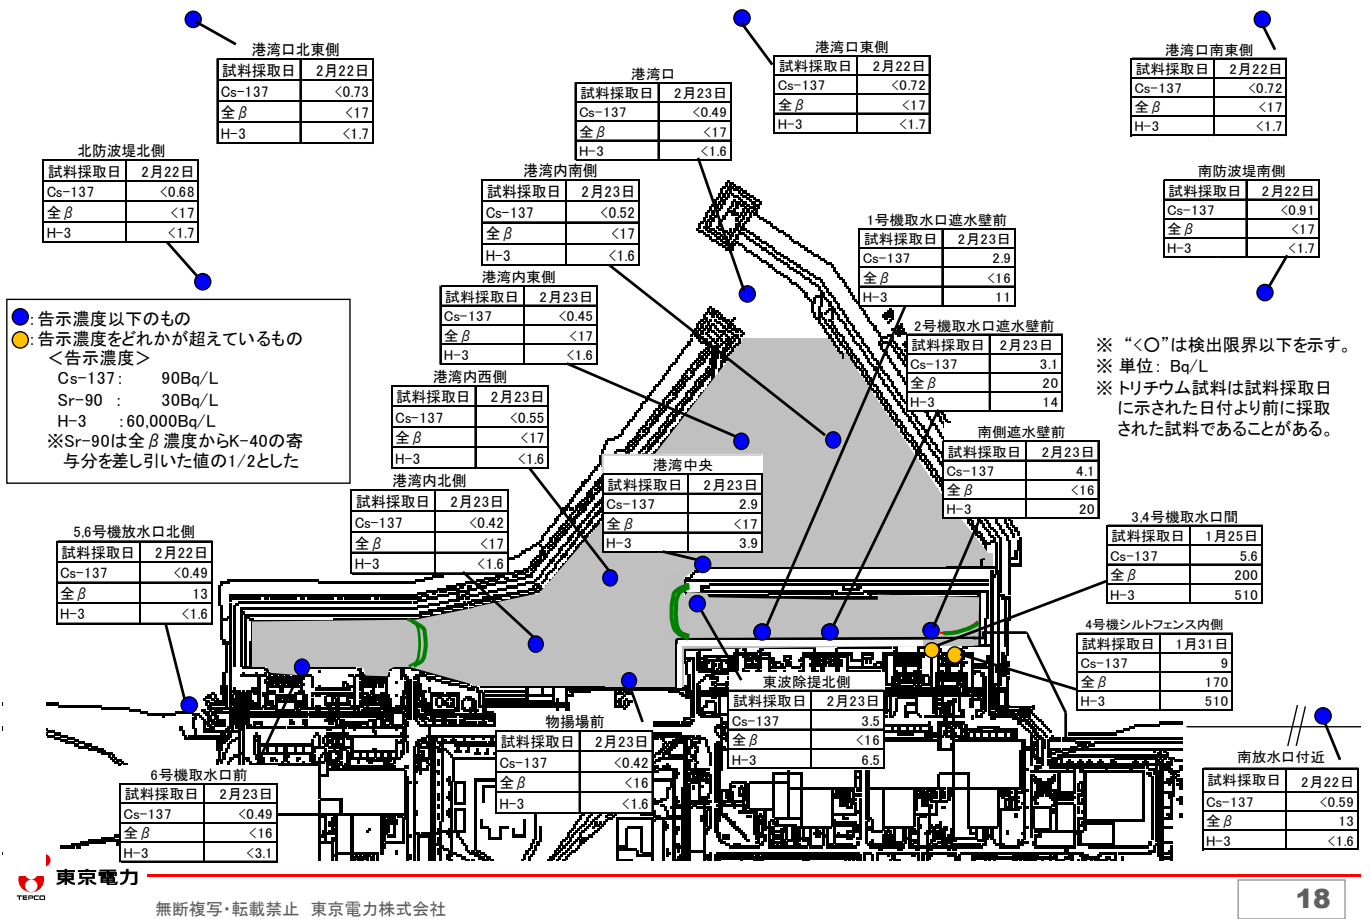 港湾口北東側
試料採取日 2月22日
Cs-137 <0.73
全β <17
H-3 <1.7
港湾口東側
試料採取日 2月22日
Cs-137 <0.72
全β <17
H-3 <1.7
港湾口南東側
試料採取日 2月22日
Cs-137 <0.72
全β <17
H-3 <1.7
港湾口
試料採取日 2月23日
Cs-137 <0.49
全β <17
H-3 <1.6
北防波堤北側
試料採取日 2月22日
Cs-137 <0.68
全β <17
H-3 <1.7
港湾内南側
試料採取日 2月23日
Cs-137 <0.52
全β <17
H-3 <1.6
南防波堤南側
試料採取日 2月22日
Cs-137 <0.91
全β <17
H-3 <1.7
1号機取水口遮水壁前
試料採取日 2月23日
Cs-137 2.9
全β <16
H-3 11
港湾内東側
試料採取日 2月23日
Cs-137 <0.45
全β <17
H-3 <1.6
:告示濃度以下のもの
:告示濃度をどれかが超えているもの
<告示濃度>
Cs-137: 90Bq/L
Sr-90 : 30Bq/L
H-3 :60,000Bq/L
※Sr-90は全β濃度からK-40の寄
与分を差し引いた値の1/2とした
2号機取水口遮水壁前
試料採取日 2月23日
Cs-137 3.1
全β 20
H-3 14
※ “<○”は検出限界以下を示す。
※ 単位: Bq/L
※ トリチウム試料は試料採取日
に示された日付より前に採取
された試料であることがある。
港湾内西側
試料採取日 2月23日
Cs-137 <0.55
全β <17
H-3 <1.6
南側遮水壁前
試料採取日 2月23日
Cs-137 4.1
全β <16
H-3 20
港湾中央
試料採取日 2月23日
Cs-137 2.9
全β <17
H-3 3.9
港湾内北側
試料採取日 2月23日
Cs-137 <0.42
全β <17
H-3 <1.6
3,4号機取水口間
試料採取日 1月25日
Cs-137 5.6
全β 200
H-3 510
5,6号機放水口北側
試料採取日 2月22日
Cs-137 <0.49
全β 13
H-3 <1.6
4号機シルトフェンス内側
試料採取日 1月31日
Cs-137 9
全β 170
H-3 510
東波除提北側
試料採取日 2月23日
Cs-137 3.5
全β <16
H-3 6.5
物揚場前
試料採取日 2月23日
Cs-137 <0.42
全β <16
H-3 <1.6
南放水口付近
試料採取日 2月22日
Cs-137 <0.59
全β 13
H-3 <1.6
6号機取水口前
試料採取日 2月23日
Cs-137 <0.49
全β <16
H-3 <3.1
東京電力
TEPCO
無断複写・転載禁止 東京電力株式会社
18